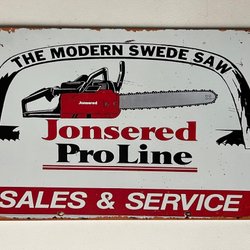 THE MODERN SWEDE SAW
Jonsered
Jonsered
ProLine
SALES & SERVICE